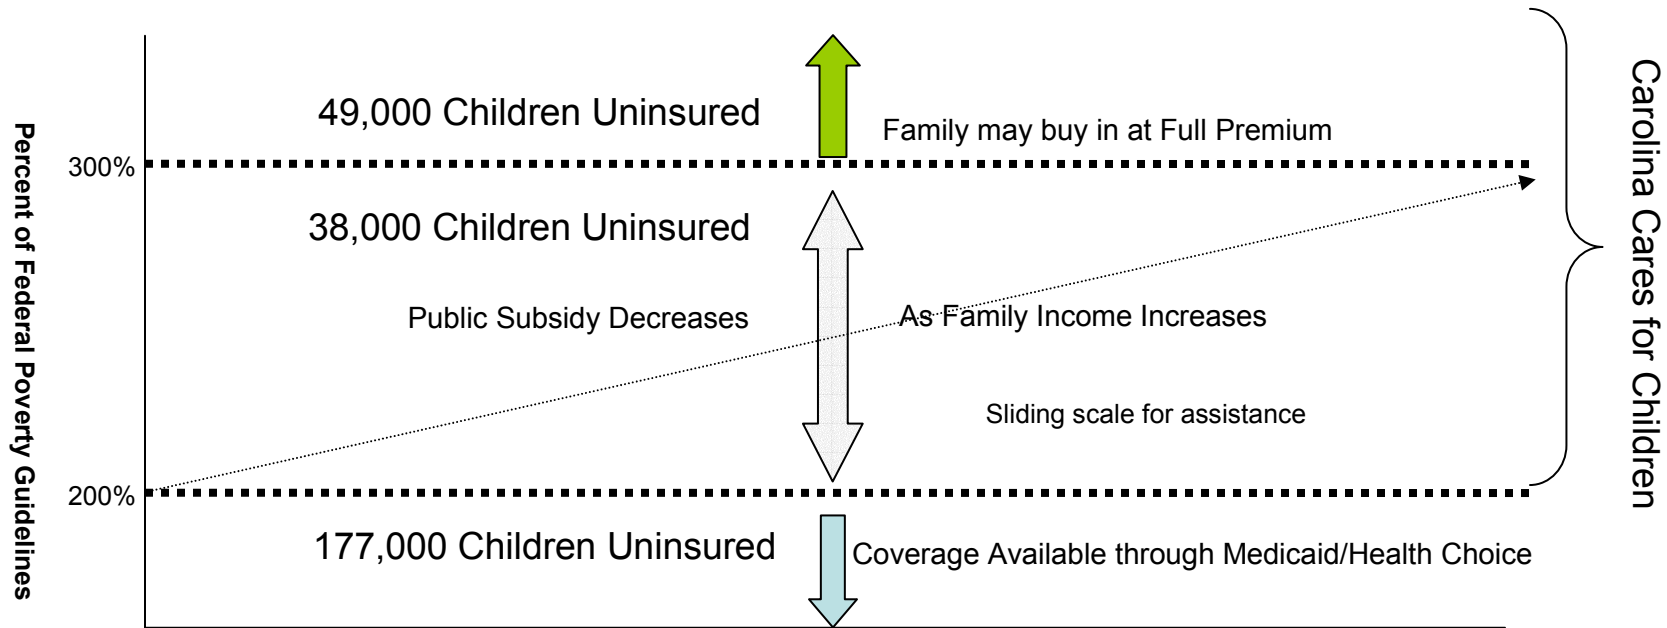 Percent of Federal Poverty Guidelines
49,000 Children Uninsured
Family may buy in at Full Premium
300%
38,000 Children Uninsured
Public Subsidy Decreases
As Family Income Increases
Sliding scale for assistance
200%
177,000 Children Uninsured
Coverage Available through Medicaid/Health Choice
Carolina Cares for Children